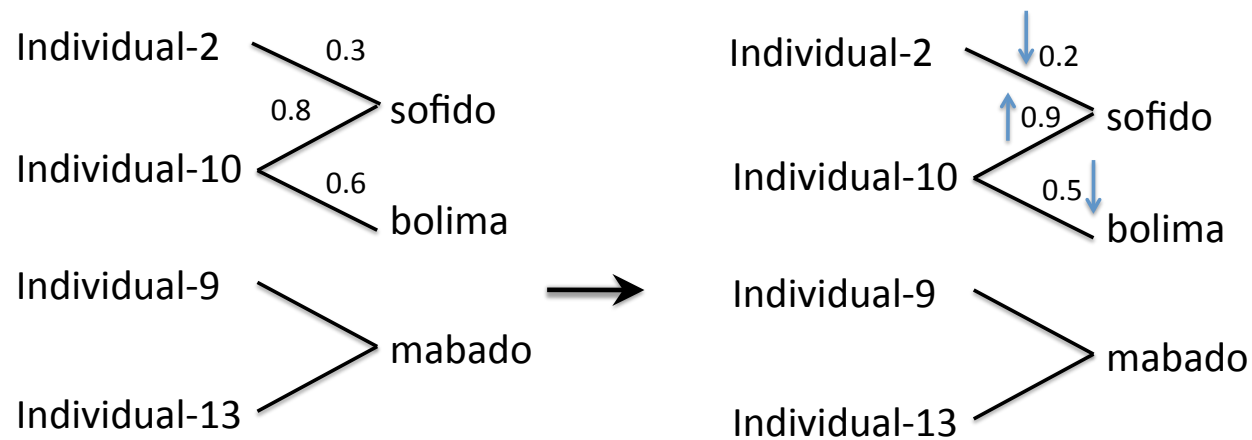 Individual-2
0.3
0.8
sofido
Individual-10
0.6
bolima
Individual-9
mabado
Individual-13
Individual-2
0.2
0.9
sofido
Individual-10
0.5
bolima
Individual-9
mabado
Individual-13